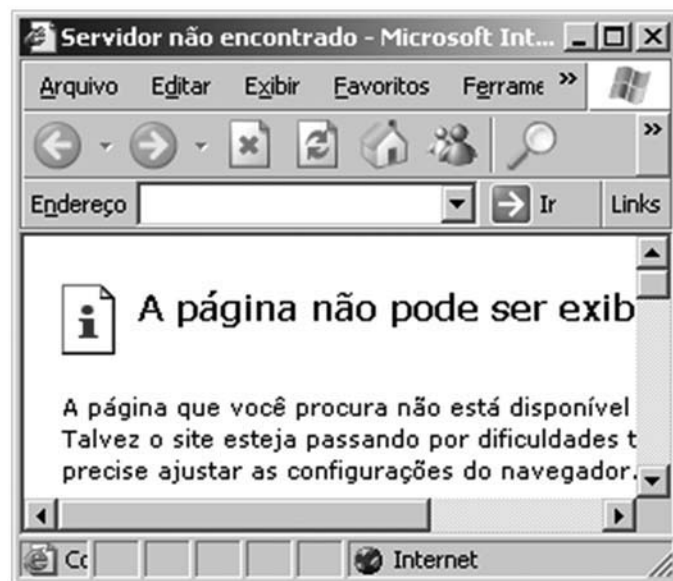 Servidor não encontrado - Microsoft Int...
Arquivo Editar Exibir Favoritos Ferrame »
»
Endereço Ir Links
A página não pode ser exib
A página que você procura não está disponível
Talvez o site esteja passando por dificuldades t
precise ajustar as configurações do navegador.
Internet